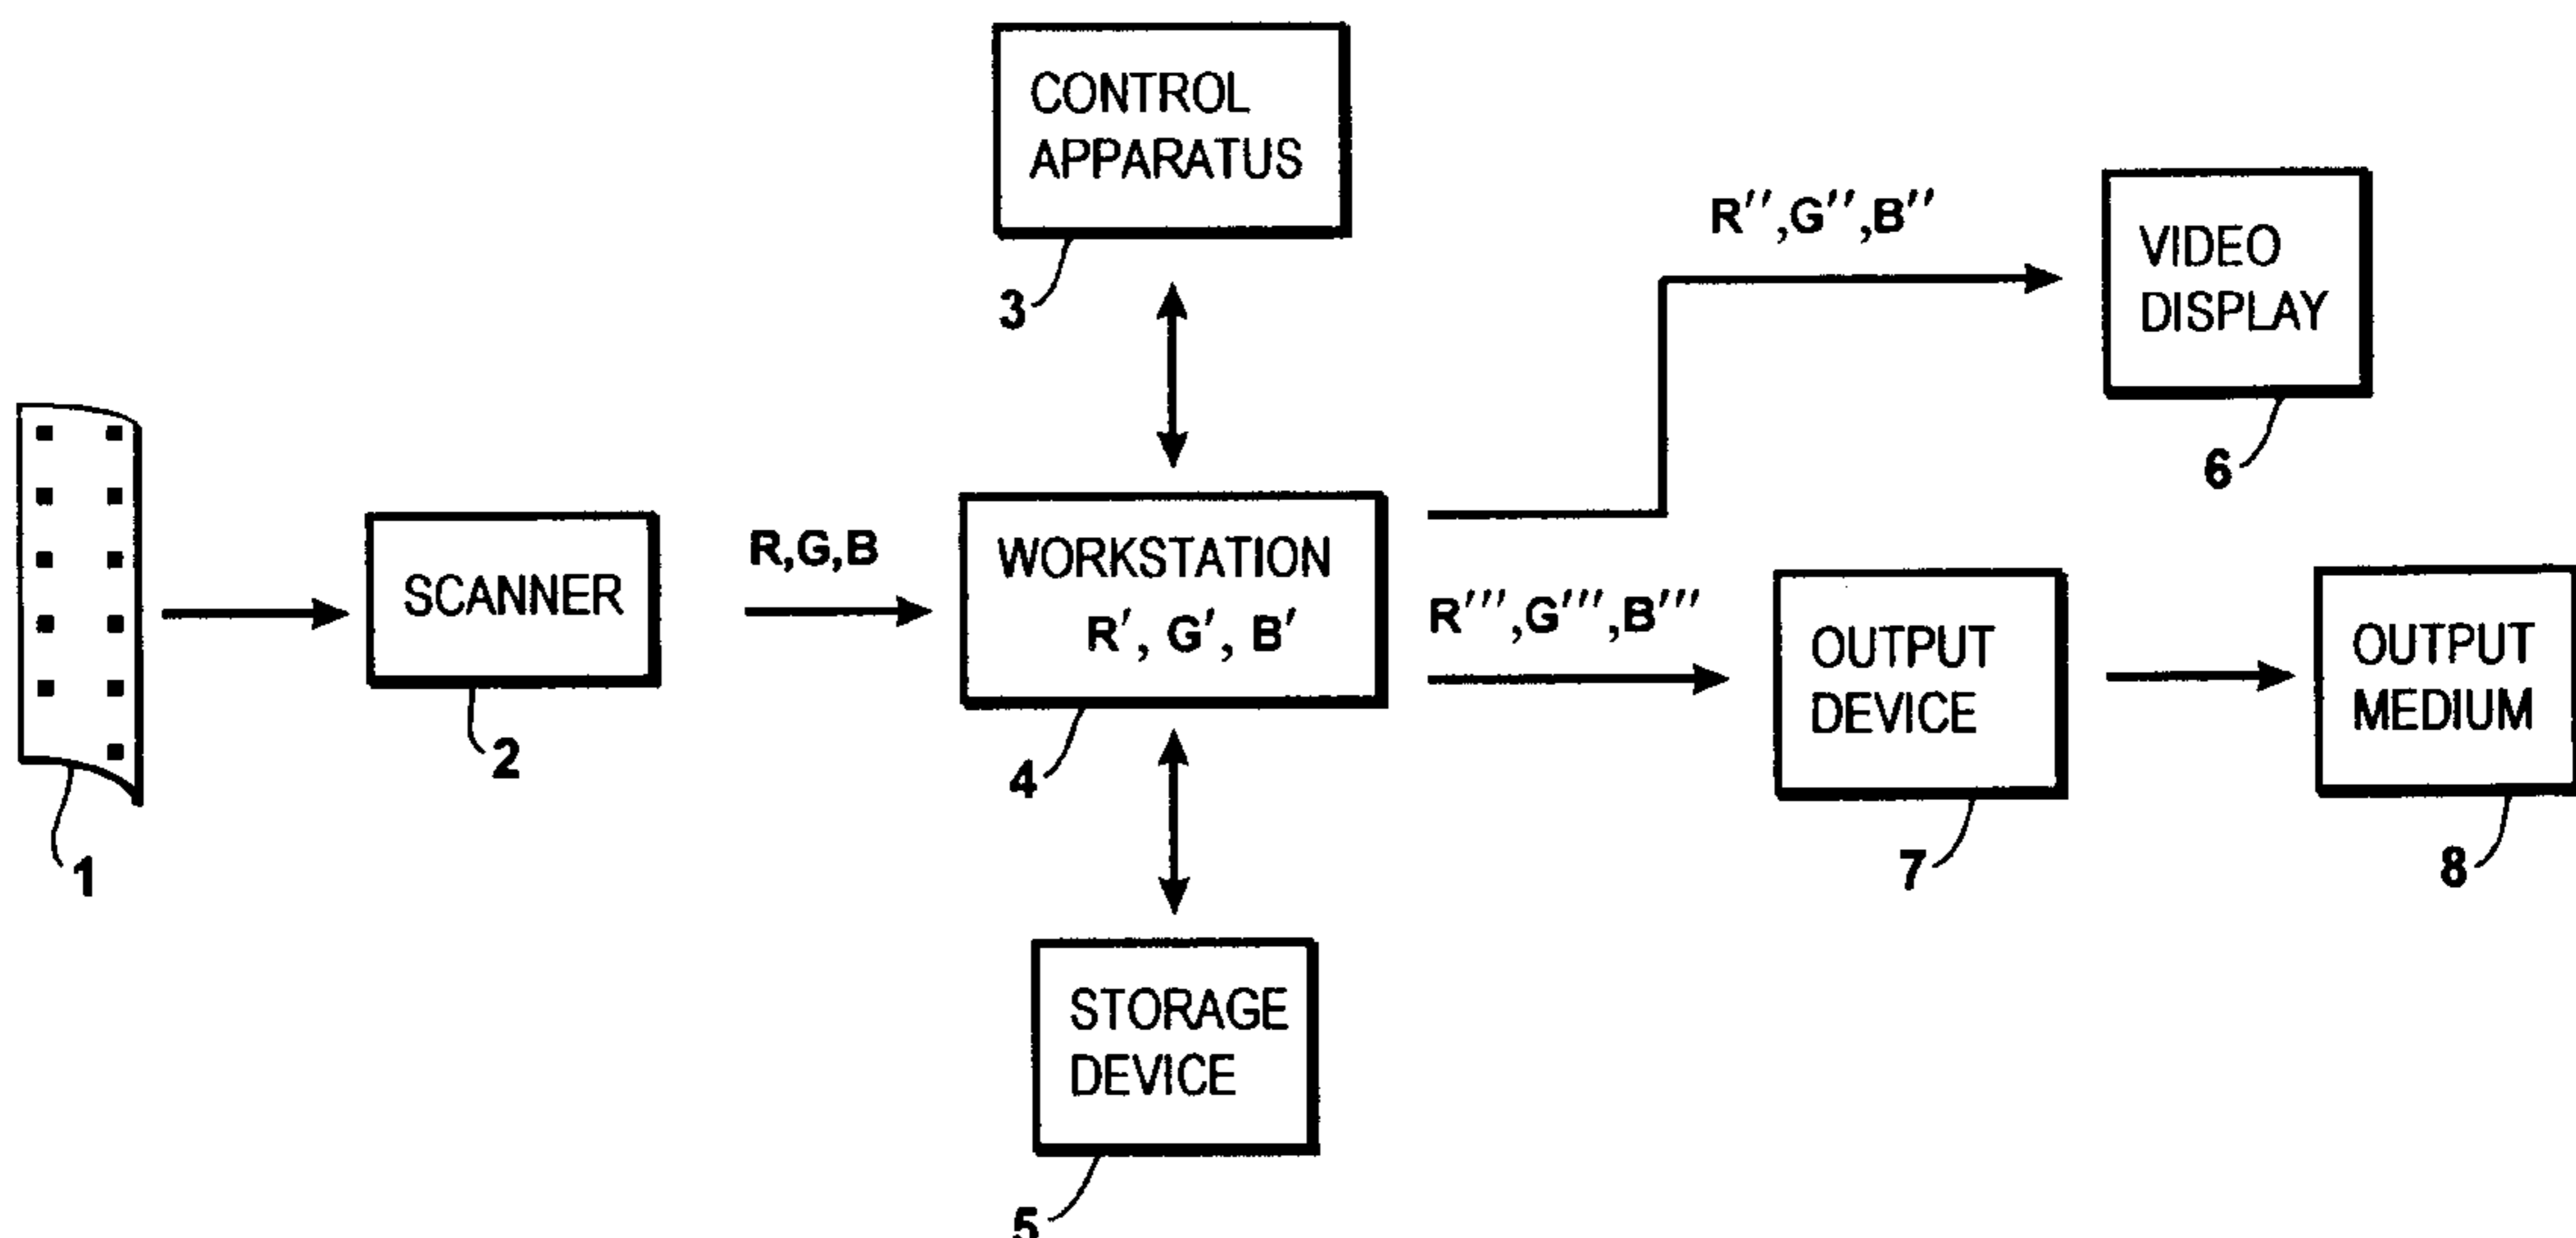 CONTROL
APPARATUS
3
R'',G'',B''
VIDEO
DISPLAY
6
1
SCANNER
2
R,G,B
WORKSTATION
R', G', B'
4
R''',G''',B'''
OUTPUT
DEVICE
7
OUTPUT
MEDIUM
8
STORAGE
DEVICE
5